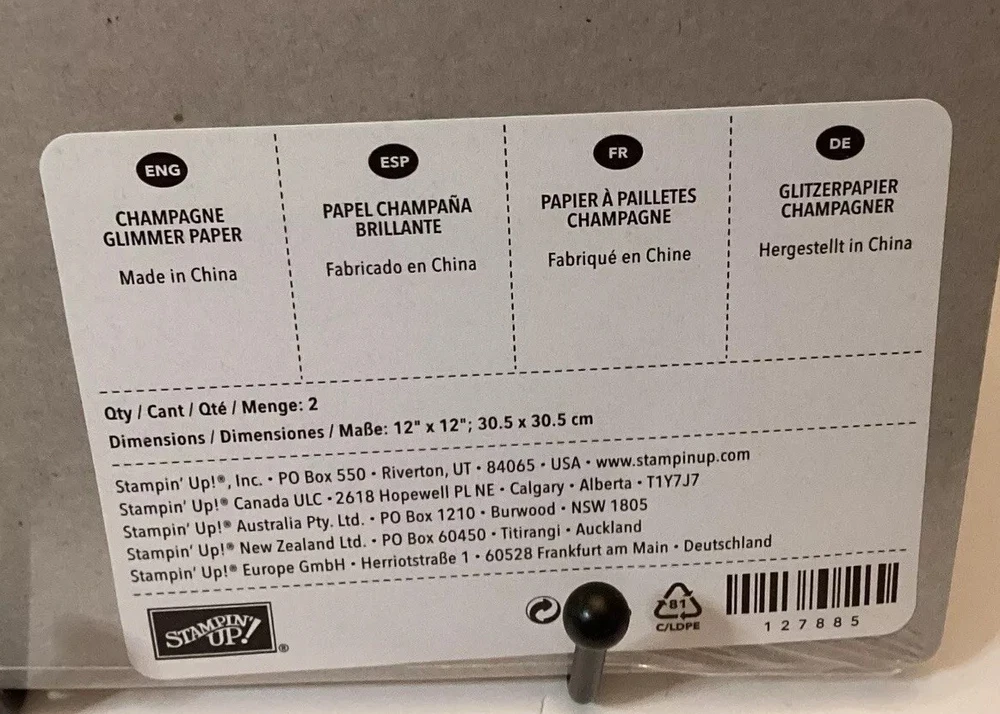 ENG
CHAMPAGNE
GLIMMER PAPER
Made in China
ESP
PAPEL CHAMPAÑA
BRILLANTE
Fabricado en China
FR
PAPIER À PAILLETES
CHAMPAGNE
Fabriqué en Chine
DE
GLITZERPAPIER
CHAMPAGNER
Hergestellt in China
Qty / Cant / Qté / Menge: 2
Dimensions / Dimensiones / Maße: 12" x 12"; 30.5 x 30.5 cm
Stampin' Up!®, Inc. • PO Box 550 • Riverton, UT • 84065 • USA • www.stampinup.com
Stampin' Up!® Canada ULC • 2618 Hopewell PL NE • Calgary • Alberta • T1Y7J7
Stampin' Up!® Australia Pty. Ltd. • PO Box 1210 • Burwood • NSW 1805
Stampin' Up!® New Zealand Ltd. • PO Box 60450 • Titirangi • Auckland
Stampin' Up!® Europe GmbH • Herriotstraße 1 • 60528 Frankfurt am Main • Deutschland
STAMPIN'
UP!®
81
C/LDPE
127885